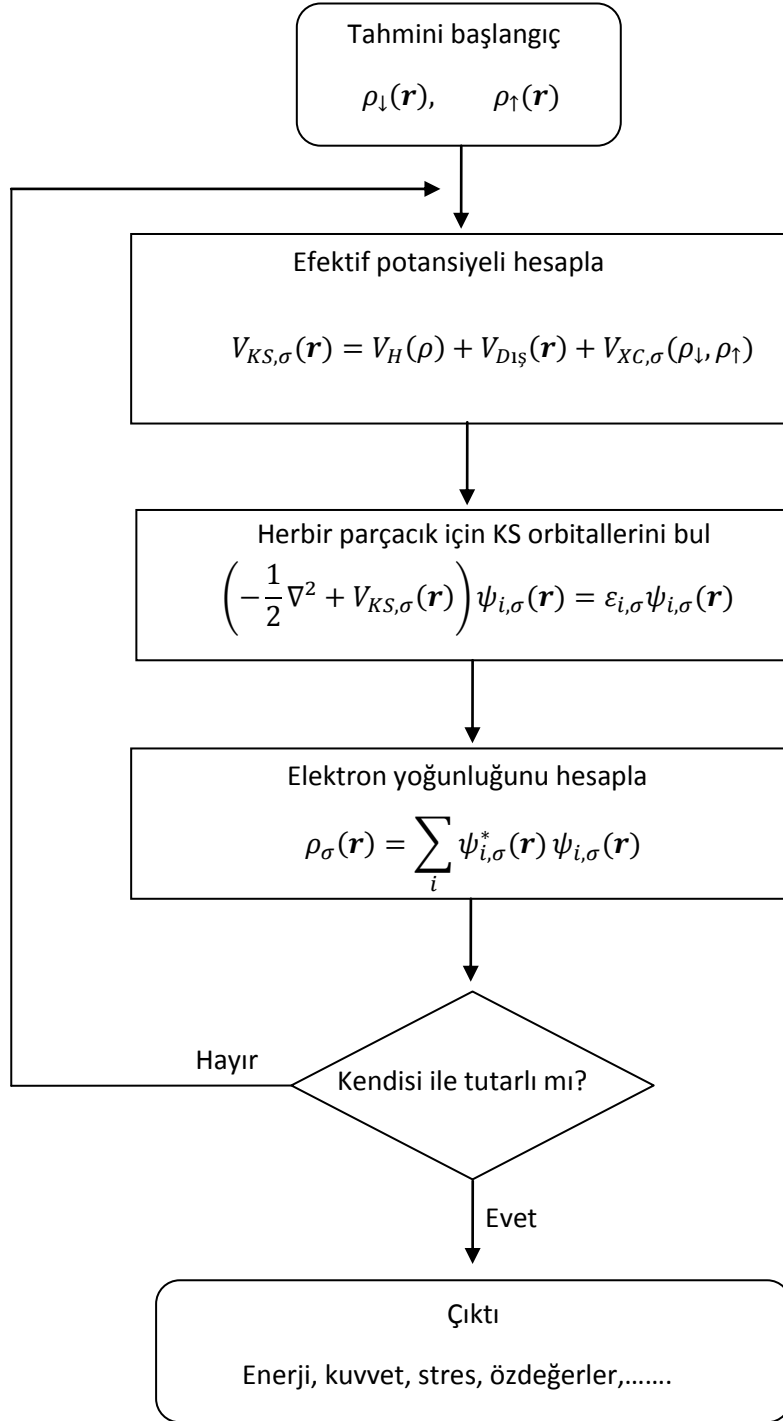 Tahmini başlangıç
ρ↓(𝒓),   ρ↑(𝒓)
Efektif potansiyeli hesapla
V_{KS,σ}(𝒓) = V_H(ρ) + V_{Dış}(𝒓) + V_{XC,σ}(ρ↓, ρ↑)
Herbir parçacık için KS orbitallerini bul
(−1/2 ∇² + V_{KS,σ}(𝒓)) ψ_{i,σ}(𝒓) = ε_{i,σ}ψ_{i,σ}(𝒓)
Elektron yoğunluğunu hesapla
ρ_σ(𝒓) = ∑_i ψ*_{i,σ}(𝒓) ψ_{i,σ}(𝒓)
Hayır
Kendisi ile tutarlı mı?
Evet
Çıktı
Enerji, kuvvet, stres, özdeğerler,…….